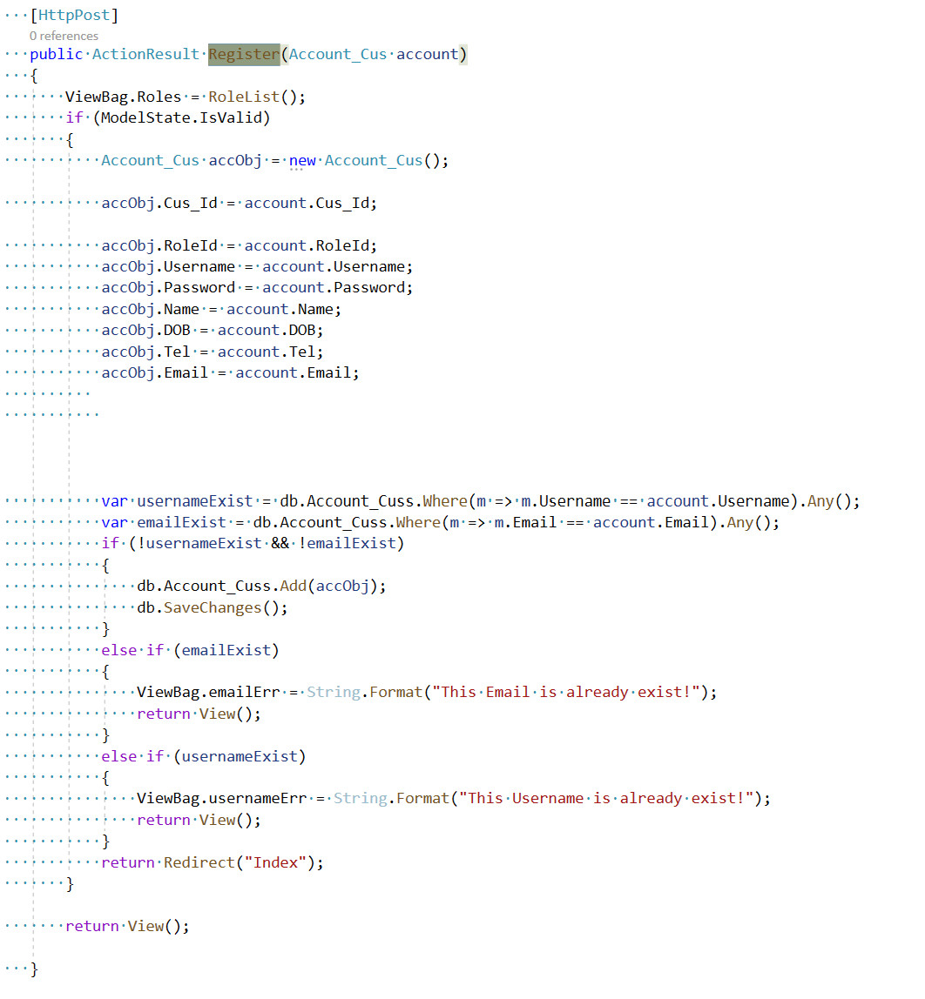 [HttpPost]
0 references
public ActionResult Register(Account_Cus account)
{
ViewBag.Roles = RoleList();
if (ModelState.IsValid)
{
Account_Cus accObj = new Account_Cus();
accObj.Cus_Id = account.Cus_Id;
accObj.RoleId = account.RoleId;
accObj.Username = account.Username;
accObj.Password = account.Password;
accObj.Name = account.Name;
accObj.DOB = account.DOB;
accObj.Tel = account.Tel;
accObj.Email = account.Email;
var usernameExist = db.Account_Cuss.Where(m => m.Username == account.Username).Any();
var emailExist = db.Account_Cuss.Where(m => m.Email == account.Email).Any();
if (!usernameExist && !emailExist)
{
db.Account_Cuss.Add(accObj);
db.SaveChanges();
}
else if (emailExist)
{
ViewBag.emailErr = String.Format("This Email is already exist!");
return View();
}
else if (usernameExist)
{
ViewBag.usernameErr = String.Format("This Username is already exist!");
return View();
}
return Redirect("Index");
}
return View();
}